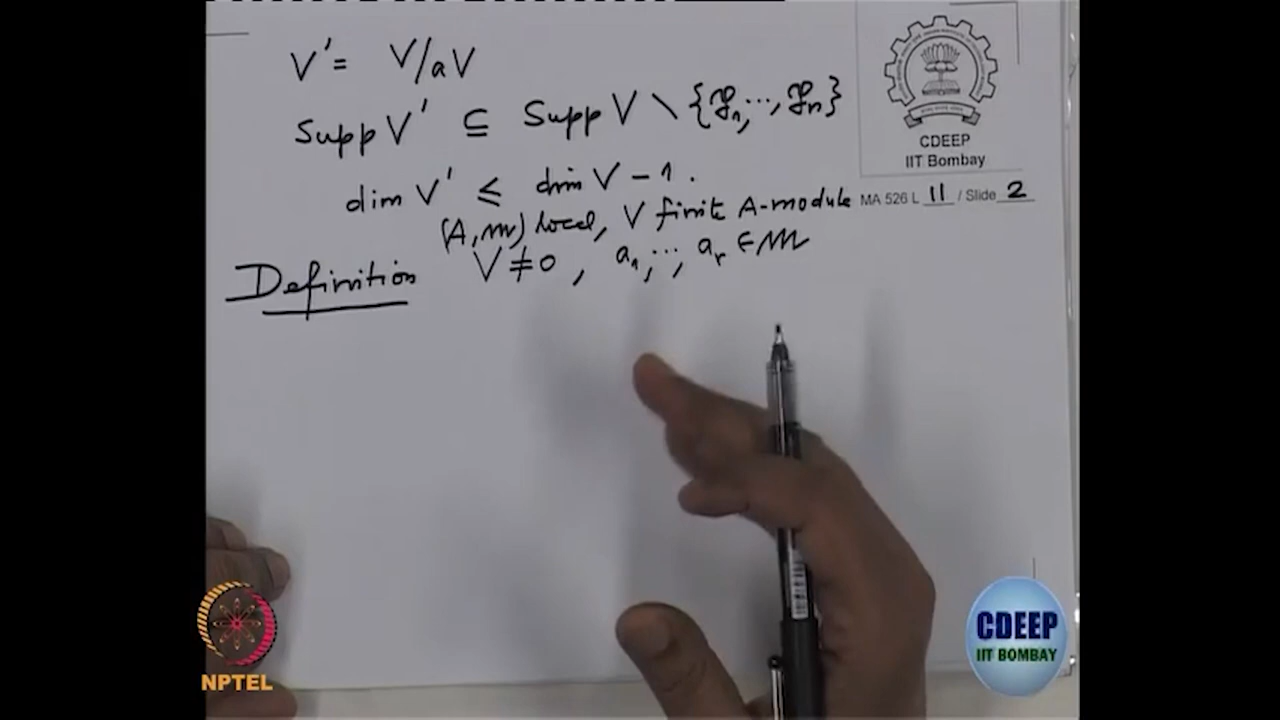 V' = V/aV
Supp V' ⊆ Supp V \ {𝔭₁, ..., 𝔭ₙ}
dim V' ≤ dim V - 1.
(A, 𝔪) local, V finite A-module
Definition V ≠ 0, a₁, ..., aᵣ ∈ 𝔪
CDEEP
IIT Bombay
MA 526 L 11 / Slide 2
NPTEL
CDEEP
IIT BOMBAY